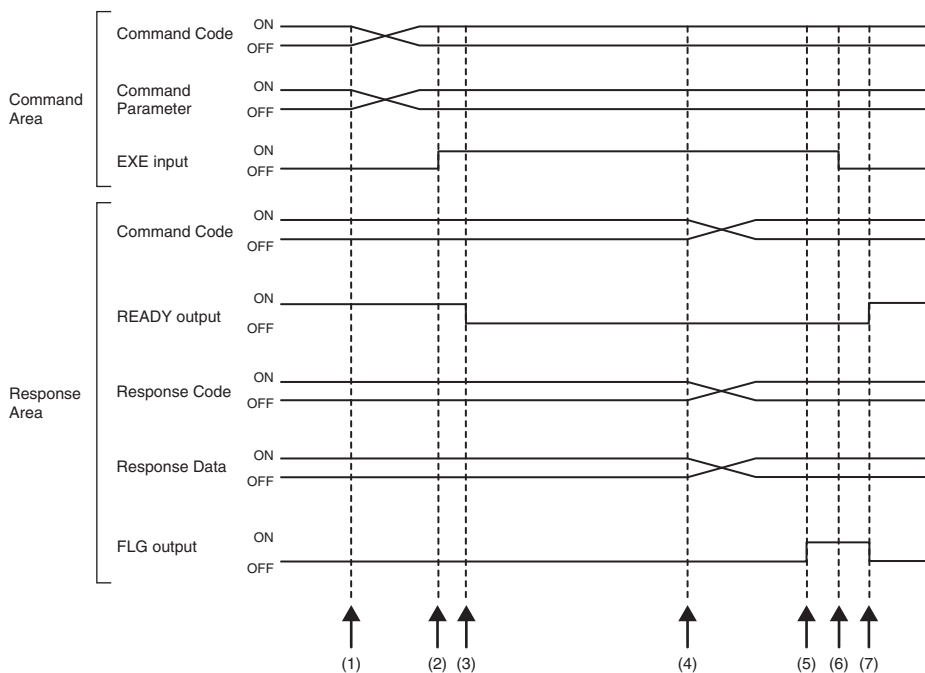 Command Code
ON
OFF
Command
Parameter
ON
OFF
Command
Area
EXE input
ON
OFF
Command Code
ON
OFF
READY output
ON
OFF
Response
Area
Response Code
ON
OFF
Response Data
ON
OFF
FLG output
ON
OFF
(1) (2) (3) (4) (5) (6) (7)